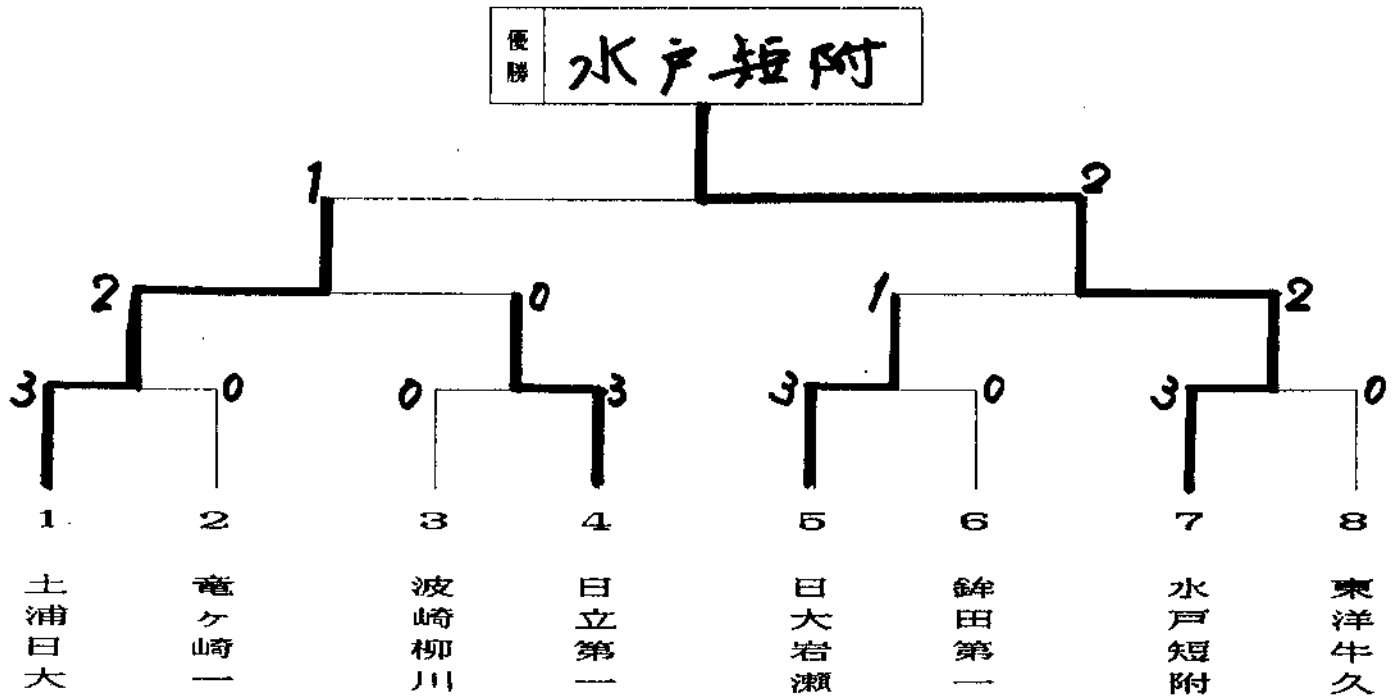 優勝 水戸短附
1 2
2 0 1 2
3 0 0 3 3 0 3 0
1 2 3 4 5 6 7 8
土浦日大
竜ヶ崎一
波崎柳川
日立第一
日大岩瀬
鉾田第一
水戸短附
東洋牛久